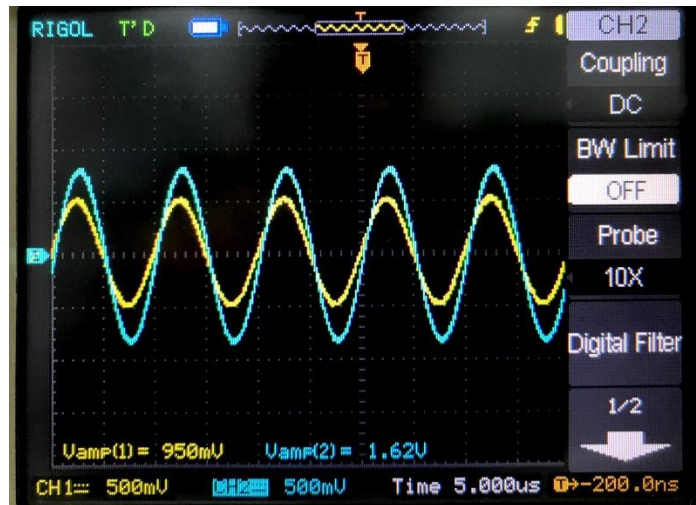 RIGOL T'D T
T
CH2
Coupling
DC
BW Limit
OFF
Probe
10X
Digital Filter
1/2
Vamp(1)= 950mV Vamp(2)= 1.62V
CH1 500mV 500mV Time 5.000us T→-200.0ns